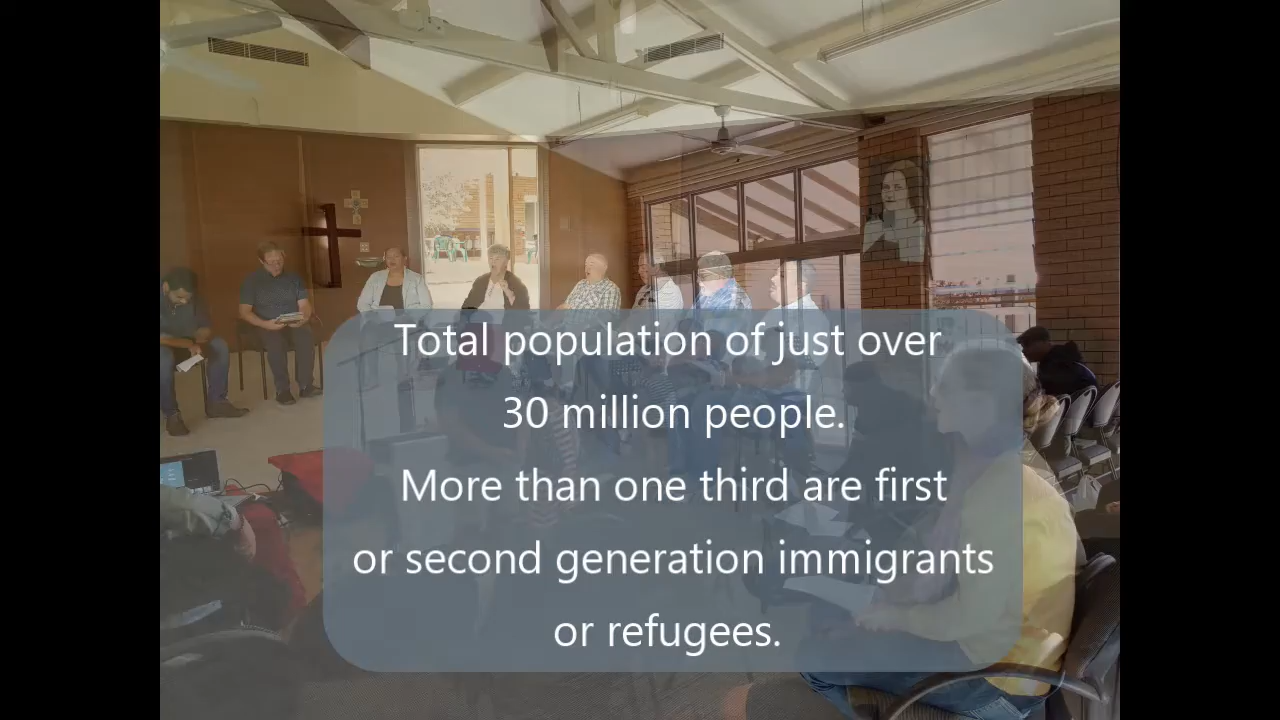 Total population of just over
30 million people.
More than one third are first
or second generation immigrants
or refugees.